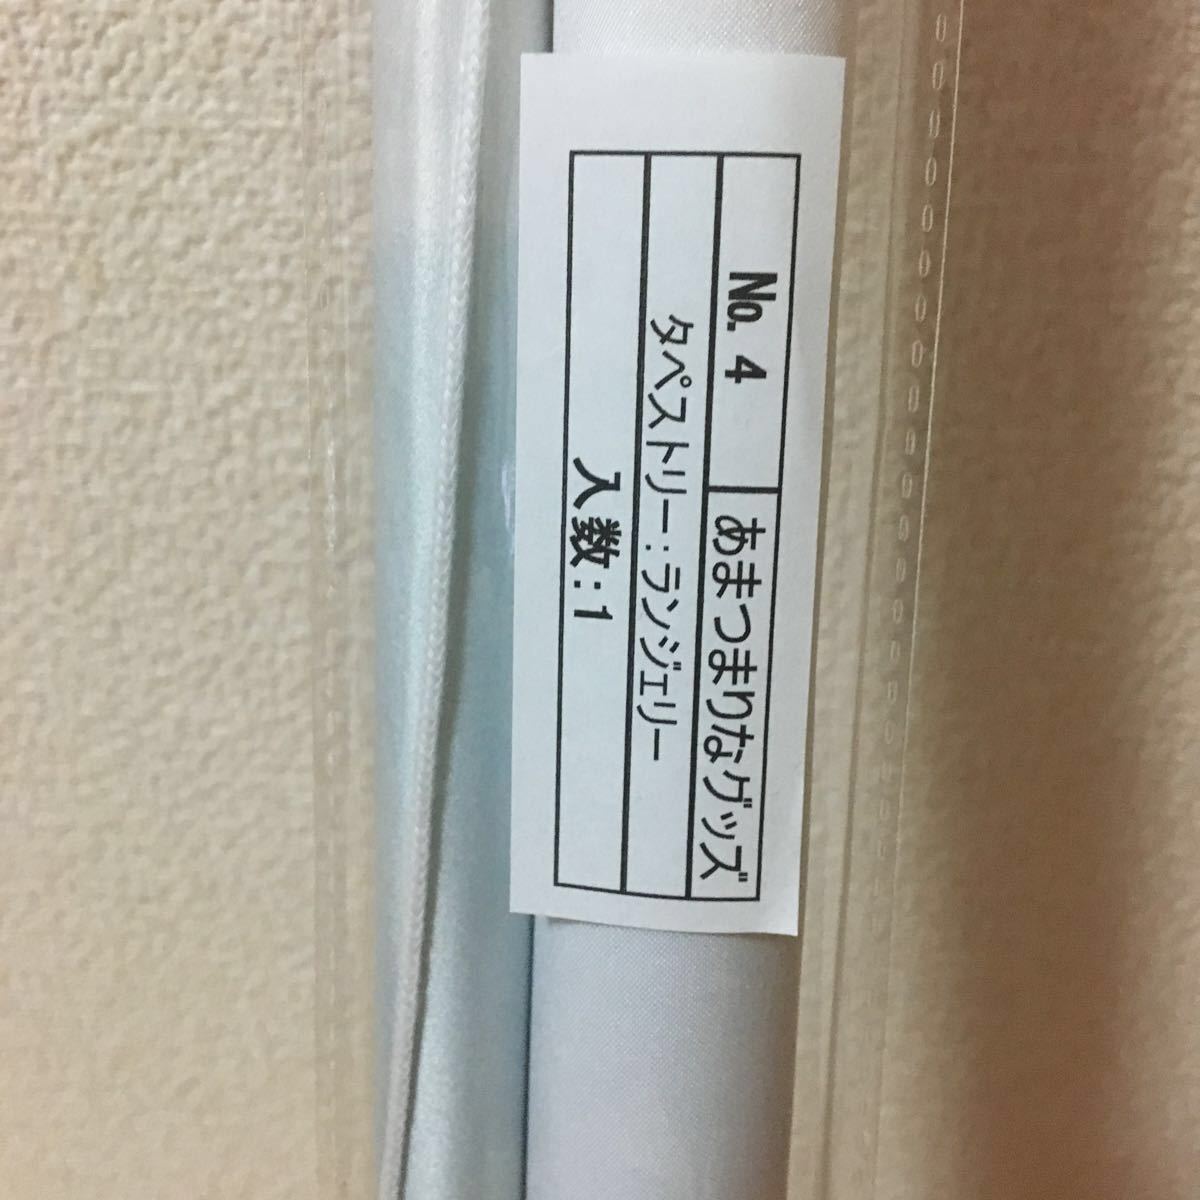 No. 4 あまつまりなグッズ
タペストリー:ランジェリー
入数:1